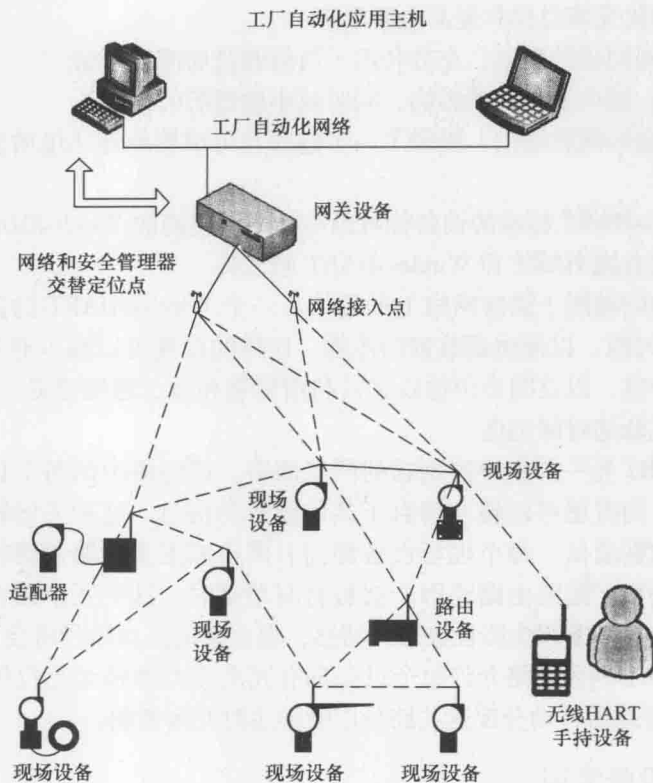 工厂自动化应用主机
工厂自动化网络
网关设备
网络和安全管理器
交替定位点
网络接入点
现场设备
现场
设备
适配器
现场
设备
路由
设备
无线HART
手持设备
现场设备
现场设备
现场设备